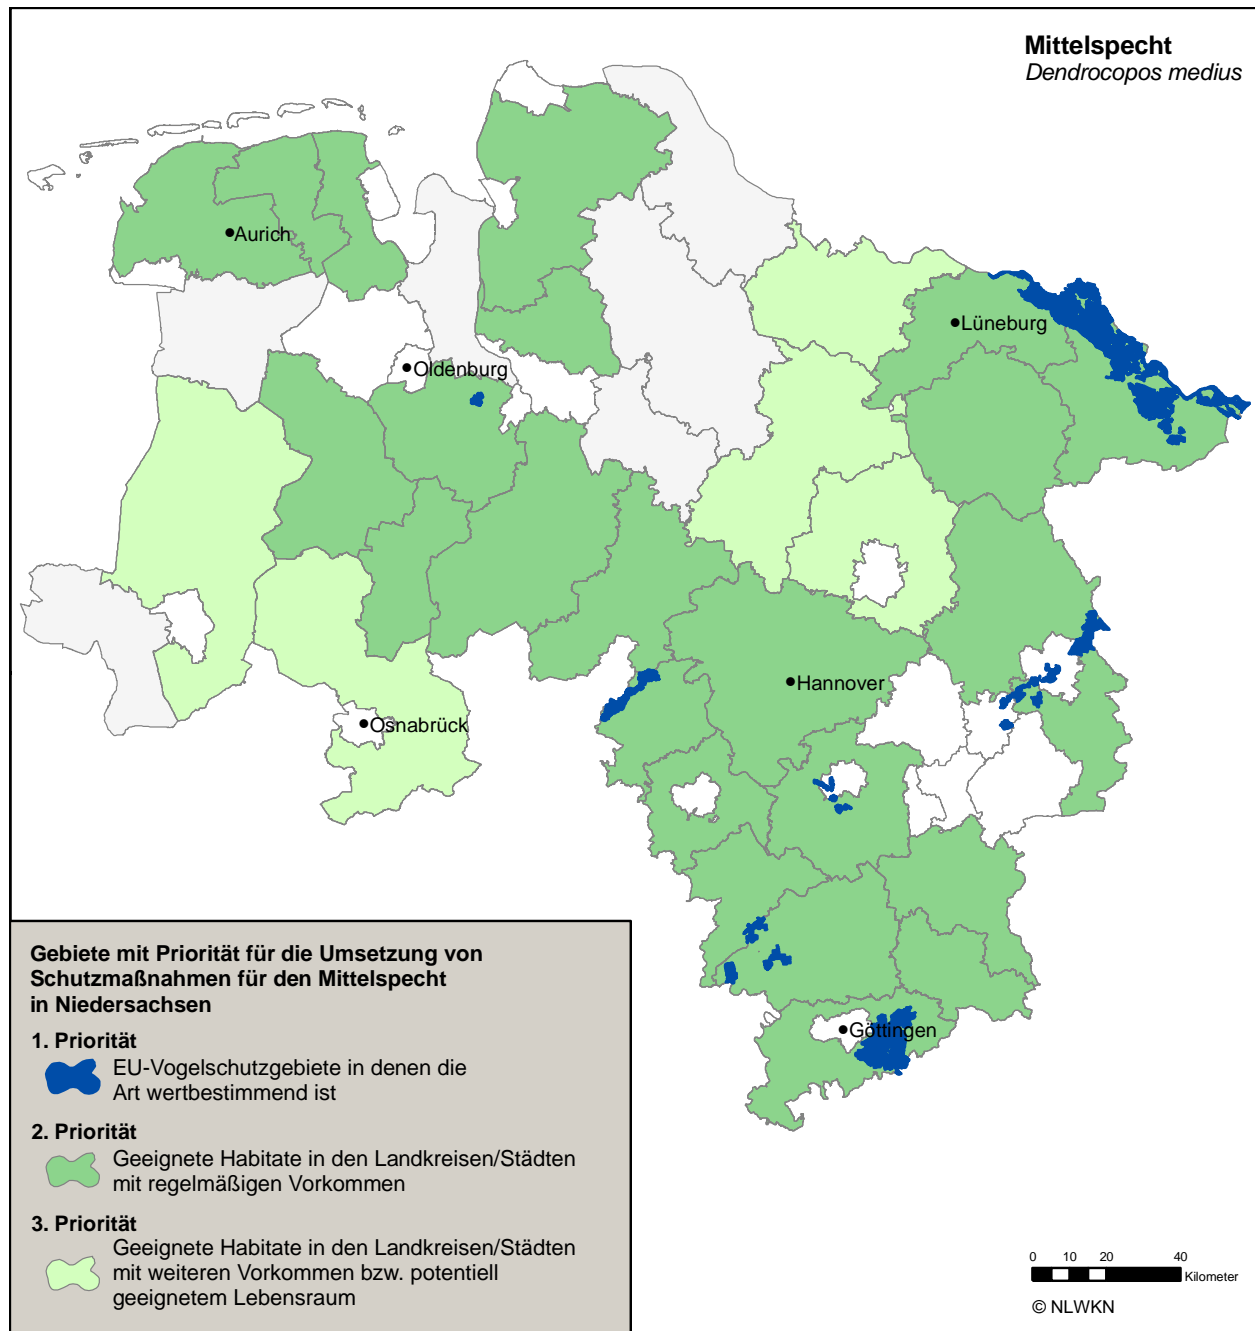 Mittelspecht
Dendrocopos medius
Aurich
Lüneburg
Oldenburg
Hannover
Osnabrück
Göttingen
Gebiete mit Priorität für die Umsetzung von
Schutzmaßnahmen für den Mittelspecht
in Niedersachsen
1. Priorität
EU-Vogelschutzgebiete in denen die
Art wertbestimmend ist
2. Priorität
Geeignete Habitate in den Landkreisen/Städten
mit regelmäßigen Vorkommen
3. Priorität
Geeignete Habitate in den Landkreisen/Städten
mit weiteren Vorkommen bzw. potentiell
geeignetem Lebensraum
0 10 20 40
Kilometer
© NLWKN